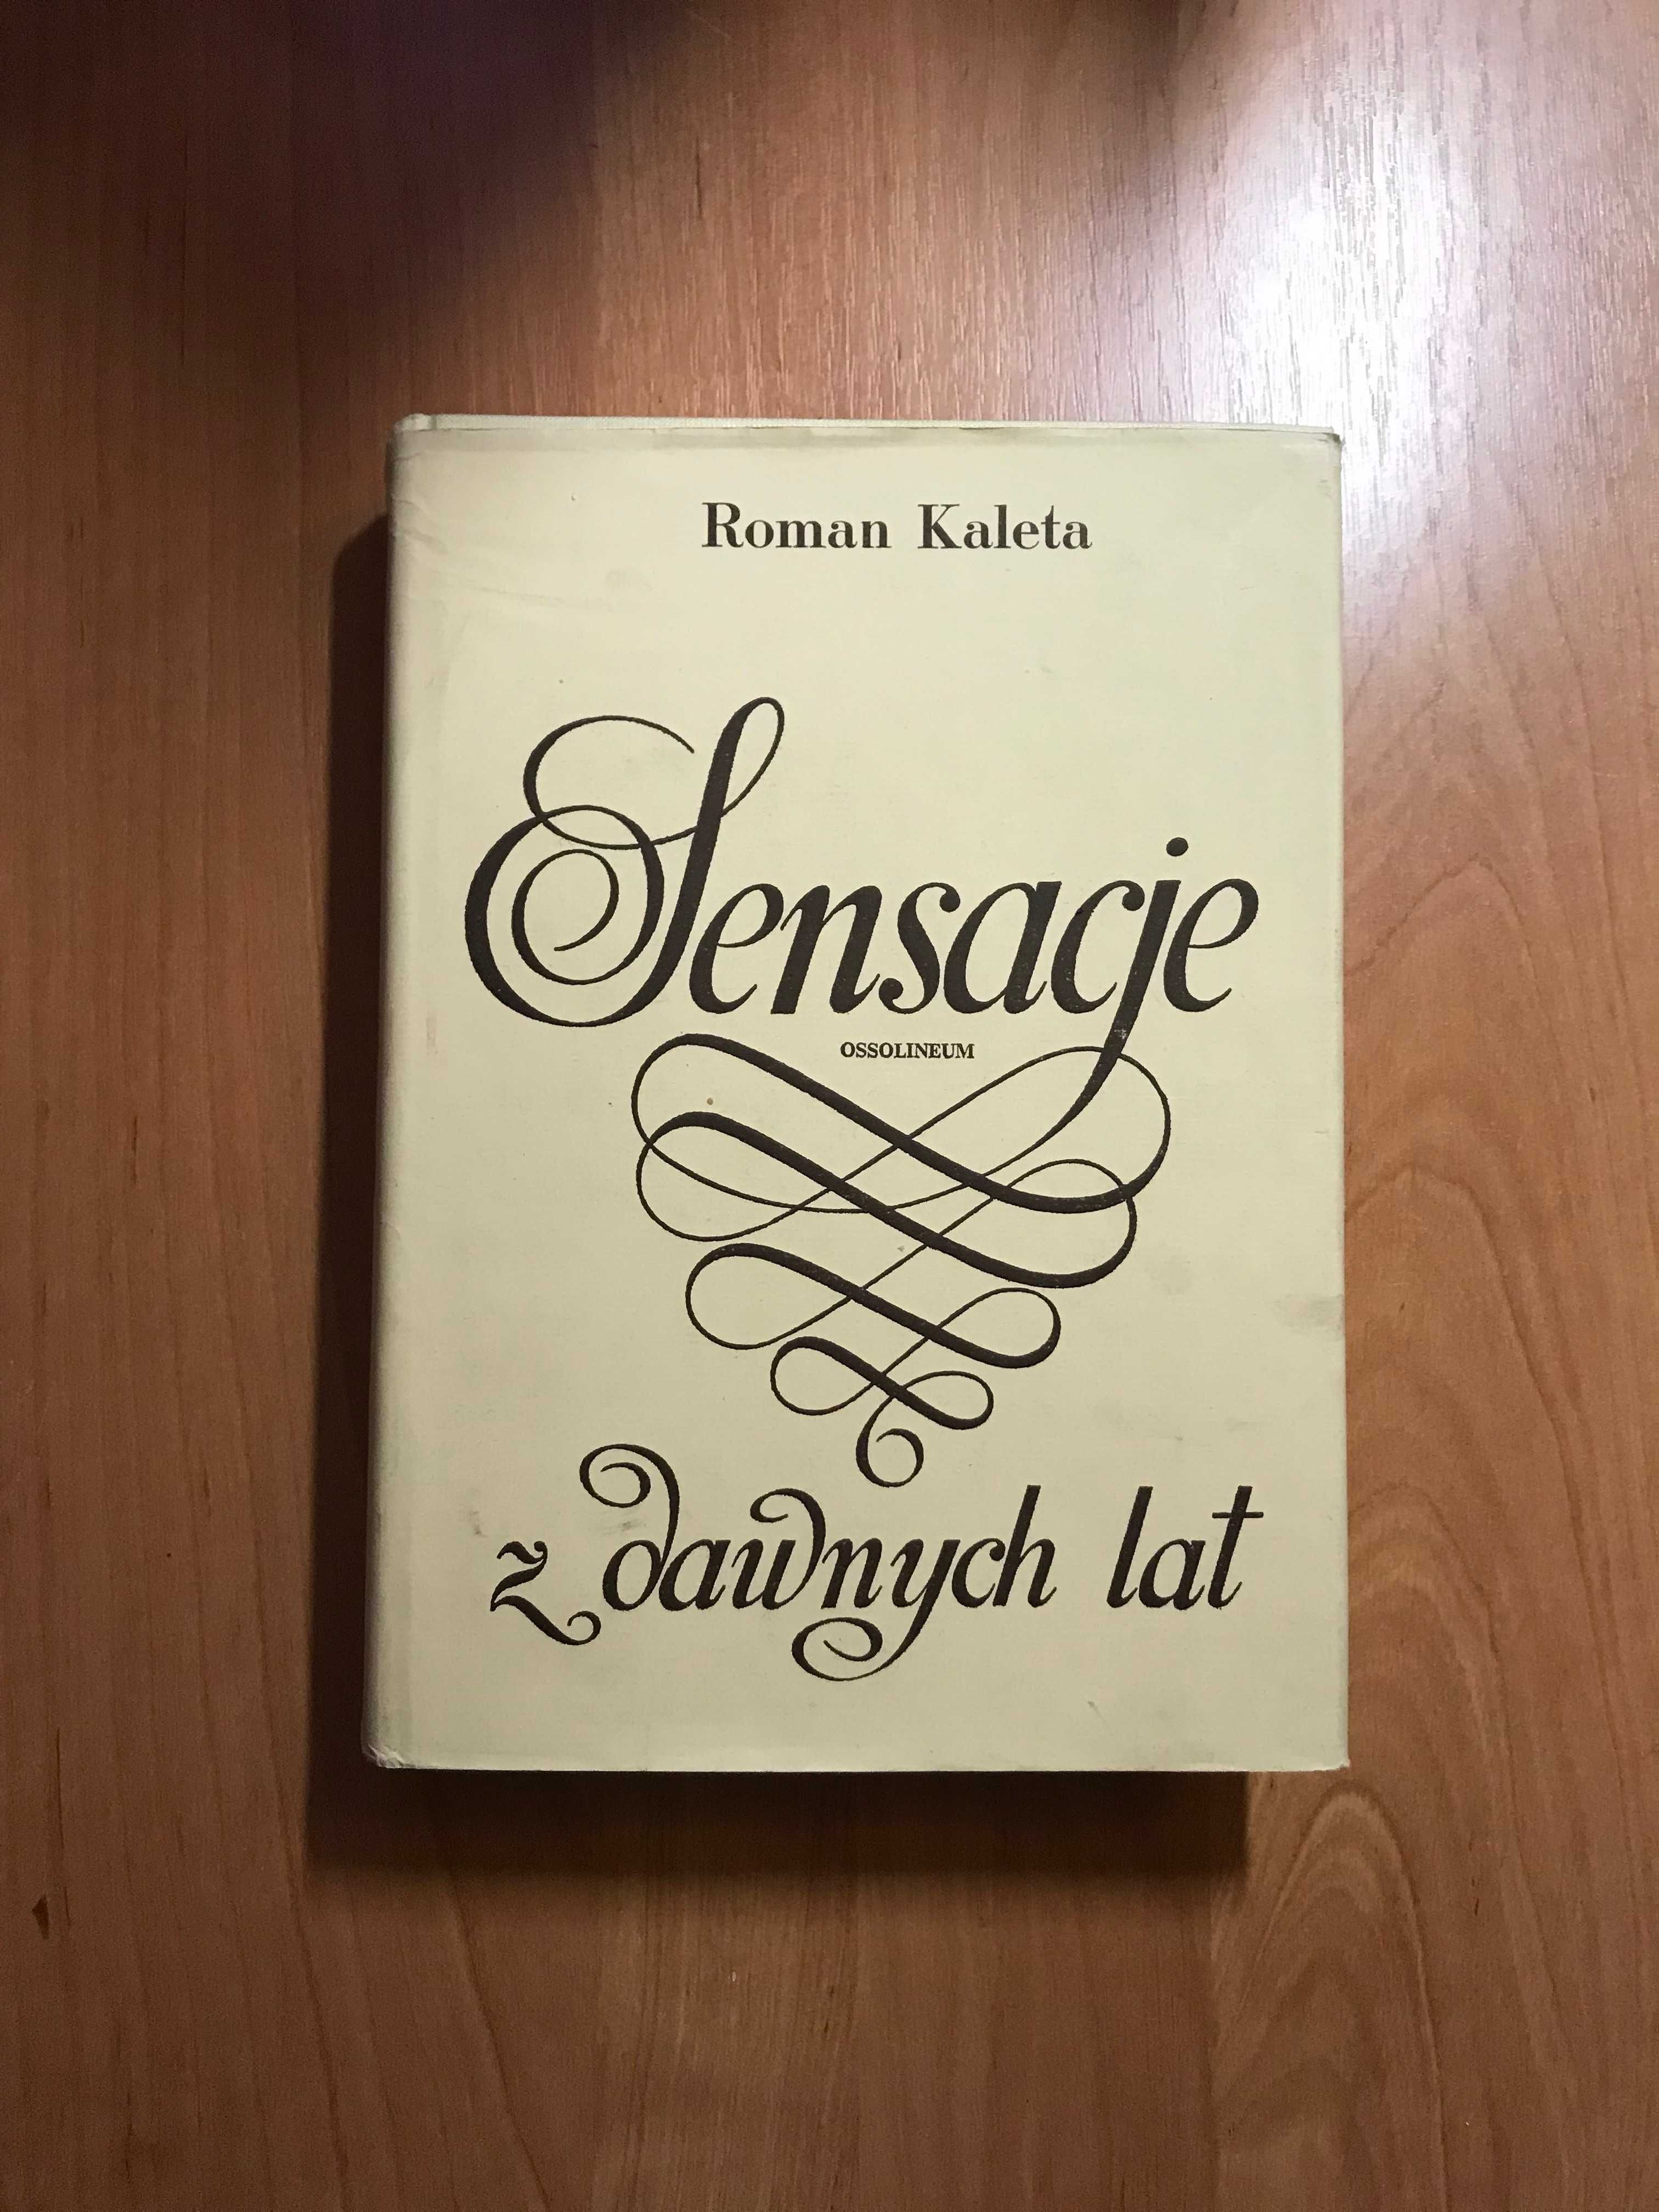 Roman Kaleta
Sensacje
OSSOLINEUM
z dawnych lat